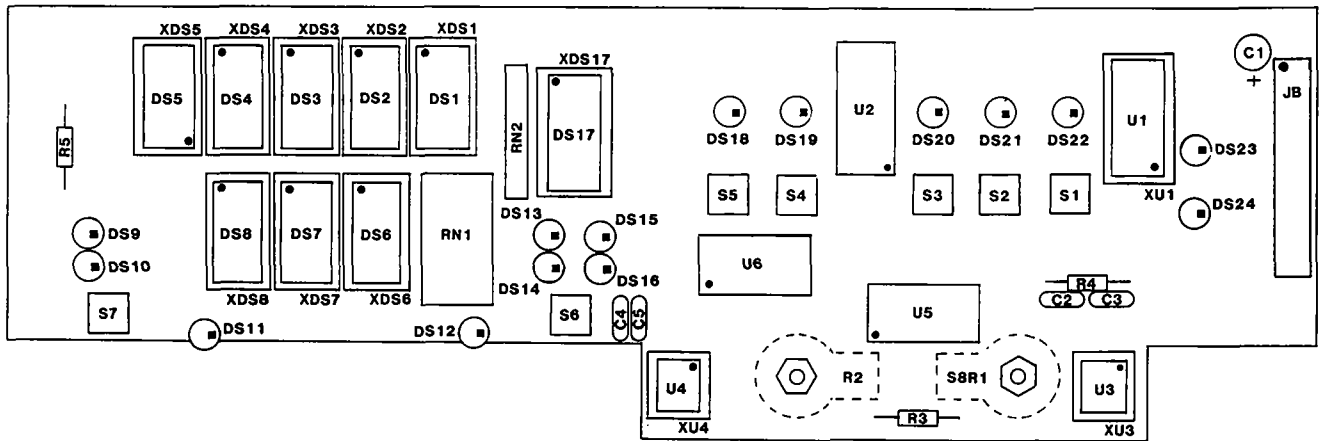 XDS5 XDS4 XDS3 XDS2 XDS1
XDS17
C1
+
JB
DS5 DS4 DS3 DS2 DS1
RN2
DS17
U2
U1
R5
DS18 DS19 DS20 DS21 DS22
DS23
S5 S4 S3 S2 S1
XU1
DS24
DS13 DS15
DS9
DS8 DS7 DS6 RN1
DS10
U6
DS14 DS16
R4
XDS8 XDS7 XDS6
C2 C3
S7
S6
C4 C5
U5
DS11 DS12
R2 S8R1
U4 U3
R3
XU4 XU3